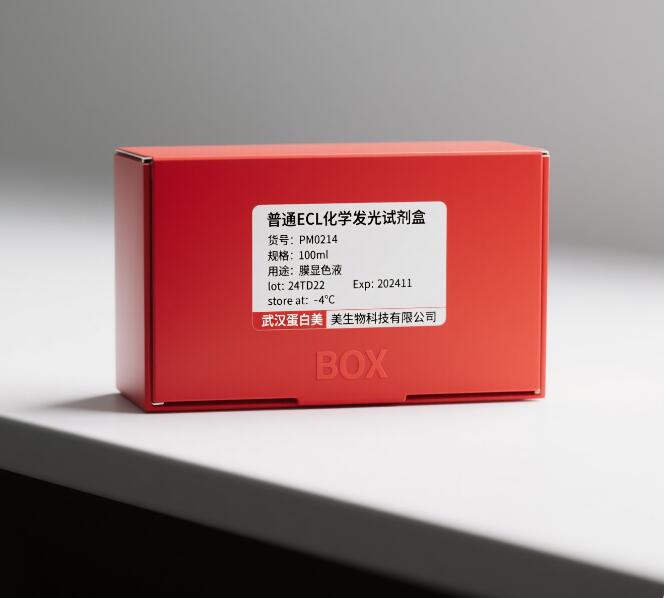 普通ECL化学发光试剂盒
货号：PM0214
规格：100ml
用途：膜显色液
lot: 24TD22 Exp: 202411
store at: -4℃
武汉蛋白美 美生物科技有限公司
BOX